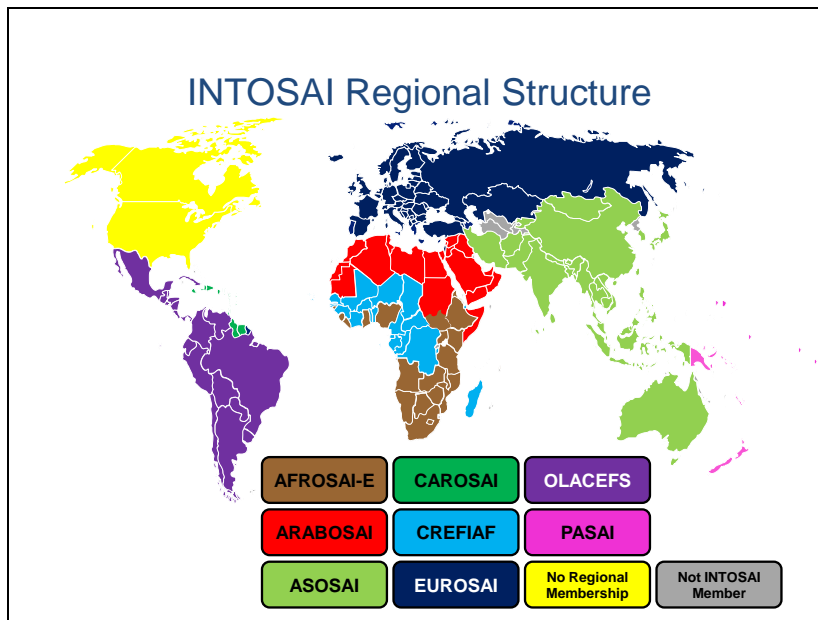 INTOSAI Regional Structure
AFROSAI-E
CAROSAI
OLACEFS
ARABOSAI
CREFIAF
PASAI
ASOSAI
EUROSAI
No Regional
Membership
Not INTOSAI
Member